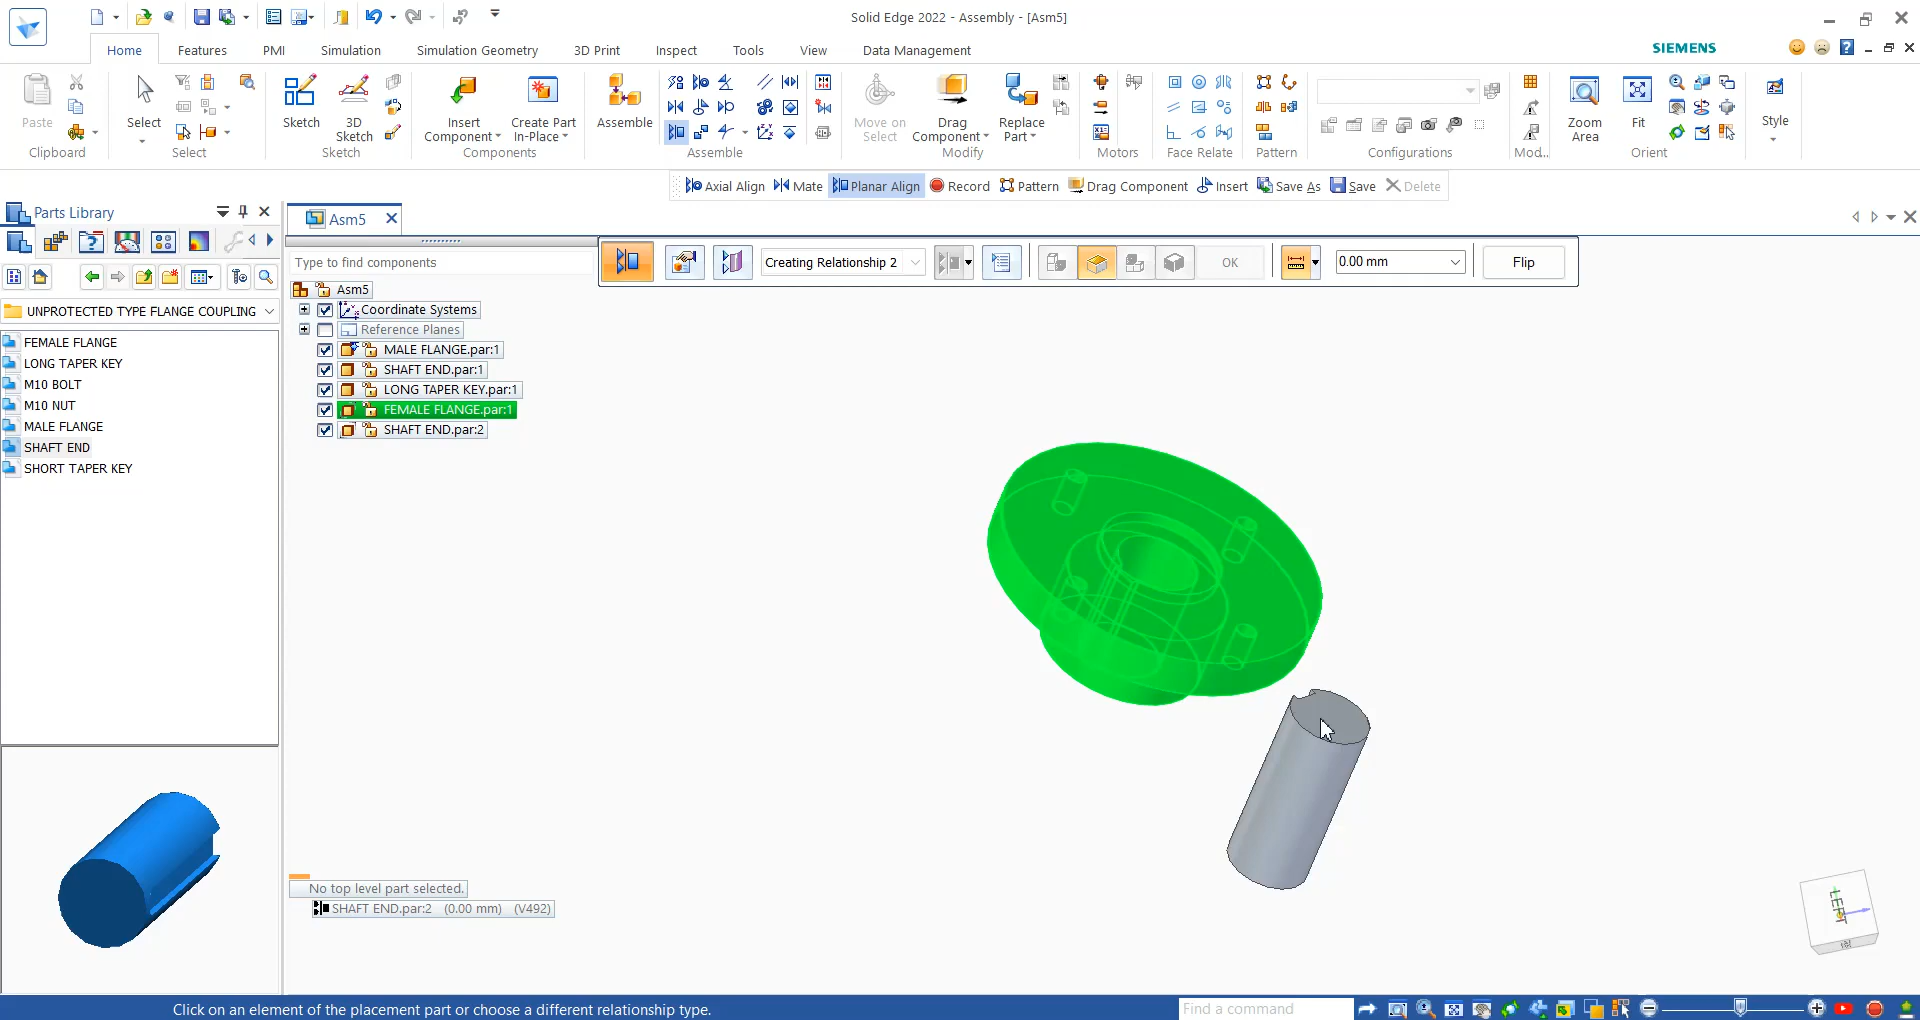 Solid Edge 2022 - Assembly - [Asm5]
Home
Features
PMI
Simulation
Simulation Geometry
3D Print
Inspect
Tools
View
Data Management
SIEMENS
Paste
Clipboard
Select
Select
Sketch
3D
Sketch
Sketch
Insert
Component
Create Part
In-Place
Components
Assemble
Assemble
Move on
Select
Drag
Component
Replace
Part
Modify
Motors
Face Relate
Pattern
Configurations
Mod...
Zoom
Area
Fit
Orient
Style
Axial Align
Mate
Planar Align
Record
Pattern
Drag Component
Insert
Save As
Save
Delete
Parts Library
Asm5
Type to find components
Creating Relationship 2
OK
0.00 mm
Flip
UNPROTECTED TYPE FLANGE COUPLING
FEMALE FLANGE
LONG TAPER KEY
M10 BOLT
M10 NUT
MALE FLANGE
SHAFT END
SHORT TAPER KEY
Asm5
Coordinate Systems
Reference Planes
MALE FLANGE.par:1
SHAFT END.par:1
LONG TAPER KEY.par:1
FEMALE FLANGE.par:1
SHAFT END.par:2
No top level part selected.
SHAFT END.par:2 (0.00 mm) (V492)
LEFT
Click on an element of the placement part or choose a different relationship type.
Find a command